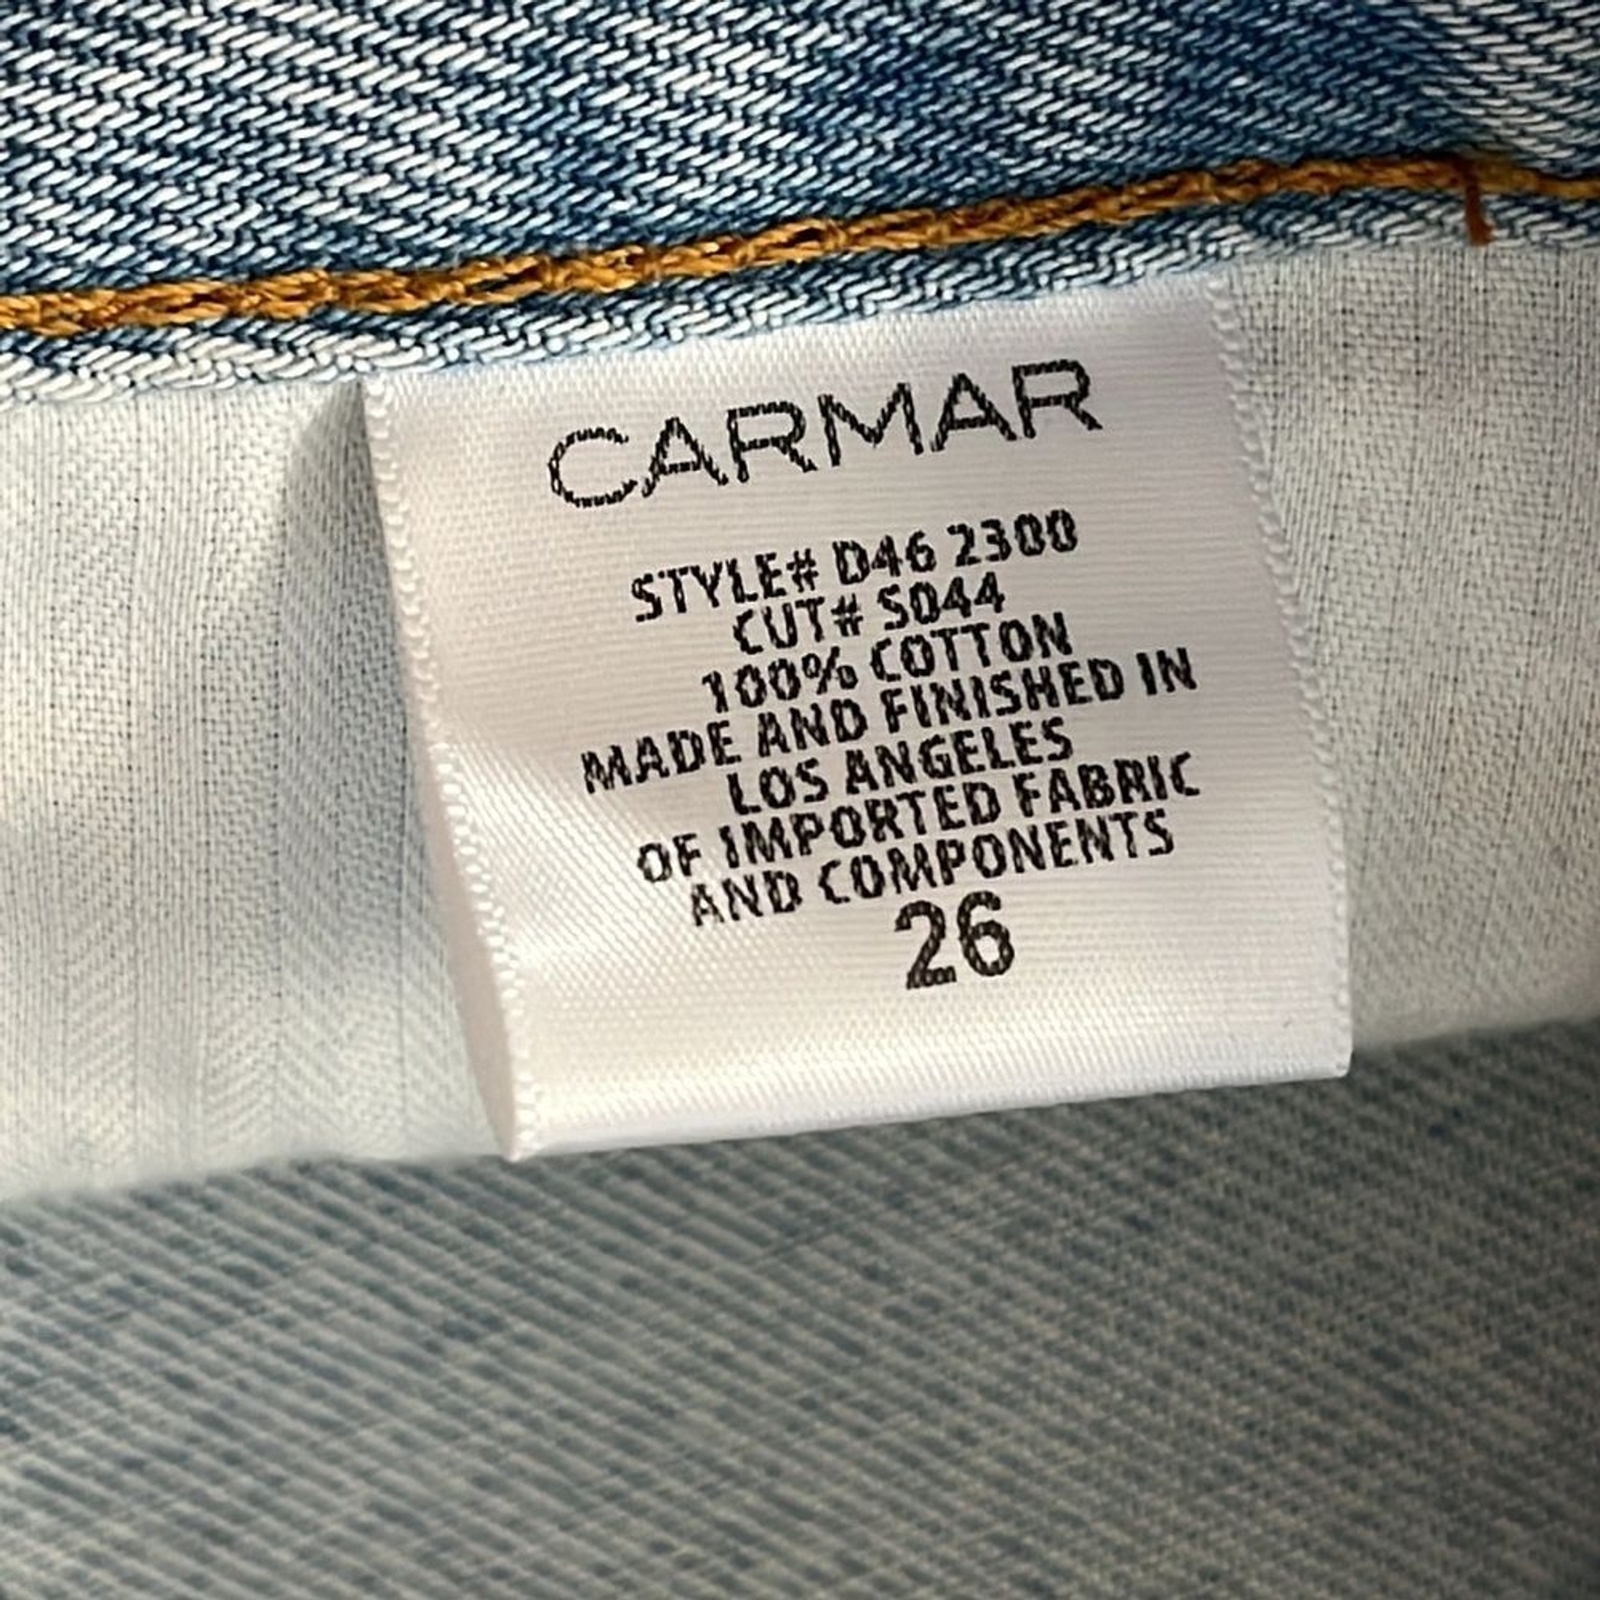 CARMAR
STYLE# D46 2300
CUT# S044
100% COTTON
MADE AND FINISHED IN
LOS ANGELES
OF IMPORTED FABRIC
AND COMPONENTS
26